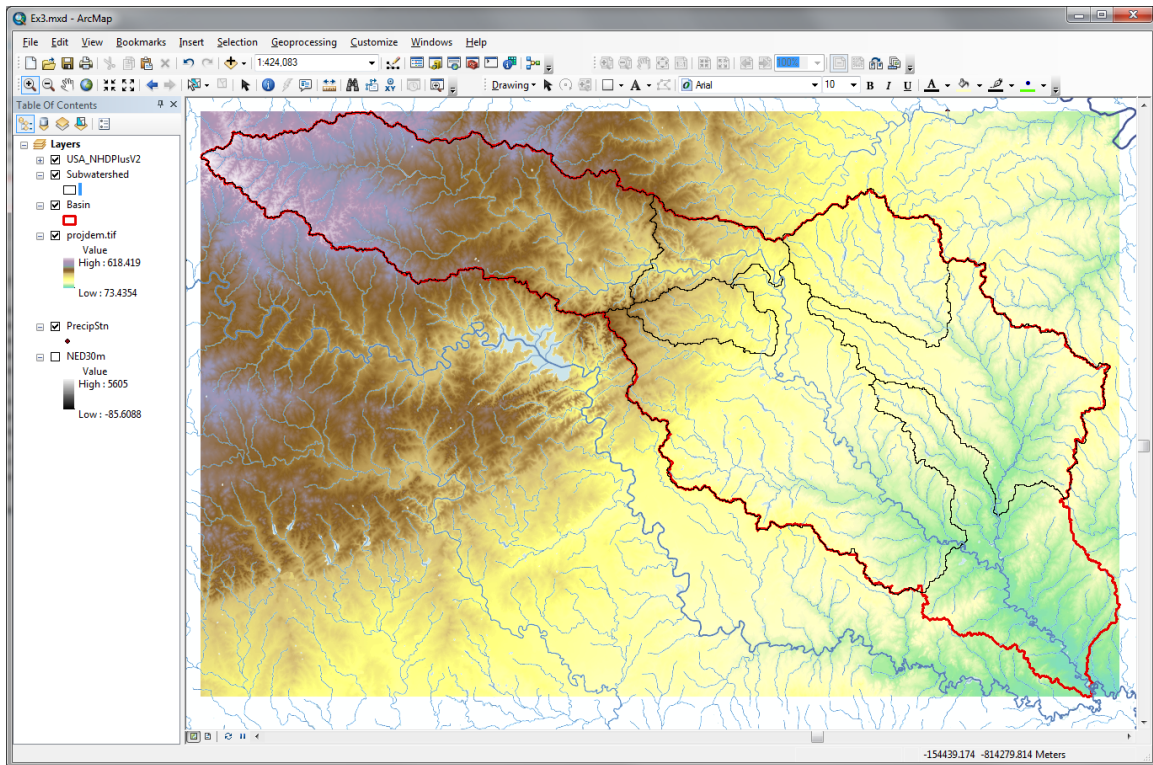 Ex3.mxd - ArcMap
File Edit View Bookmarks Insert Selection Geoprocessing Customize Windows Help
1:424,083
100%
Drawing
Arial
10
B I U A
Table Of Contents
Layers
USA_NHDPlusV2
Subwatershed
Basin
projdem.tif
Value
High : 618.419
Low : 73.4354
PrecipStn
NED30m
Value
High : 5605
Low : -85.6088
-154439.174 -814279.814 Meters